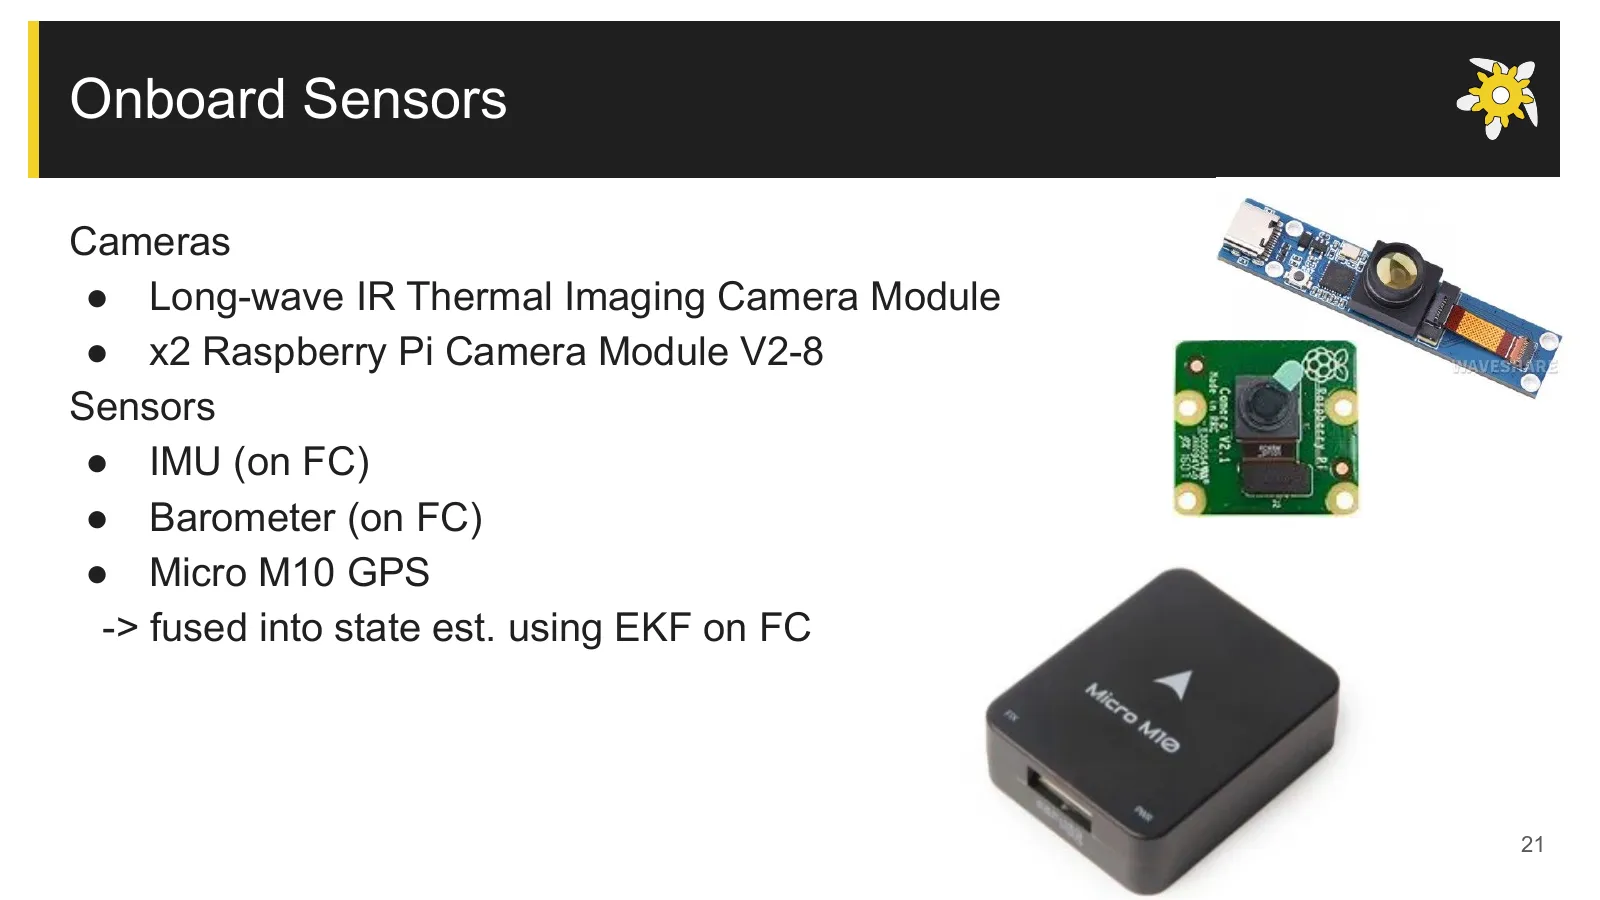 Onboard Sensors
Cameras
● Long-wave IR Thermal Imaging Camera Module
● x2 Raspberry Pi Camera Module V2-8
Sensors
● IMU (on FC)
● Barometer (on FC)
● Micro M10 GPS
-> fused into state est. using EKF on FC
WAVESHARE
Raspberry Pi
Camera V2.1
Micro M10
FIX
PWR
21